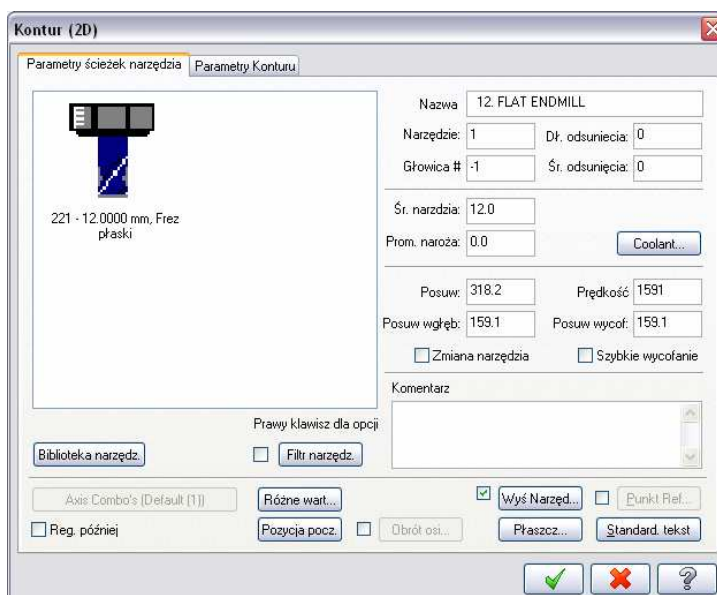 Kontur (2D)
Parametry ścieżek narzędzia
Parametry Konturu
221 - 12.0000 mm, Frez
płaski
Prawy klawisz dla opcji
Biblioteka narzędz.
Filtr narzędz.
Nazwa 12. FLAT ENDMILL
Narzędzie: 1 Dł. odsuniecia: 0
Głowica # -1 Śr. odsunięcia: 0
Śr. narzdzia: 12.0
Prom. naroża: 0.0 Coolant...
Posuw: 318.2 Prędkość 1591
Posuw wgłęb: 159.1 Posuw wycof: 159.1
Zmiana narzędzia Szybkie wycofanie
Komentarz
Axis Combo's (Default (1)) Różne wart... Wyś Narzęd... Punkt Ref...
Reg. później Pozycja pocz. Obrót osi... Płaszcz... Standard. tekst